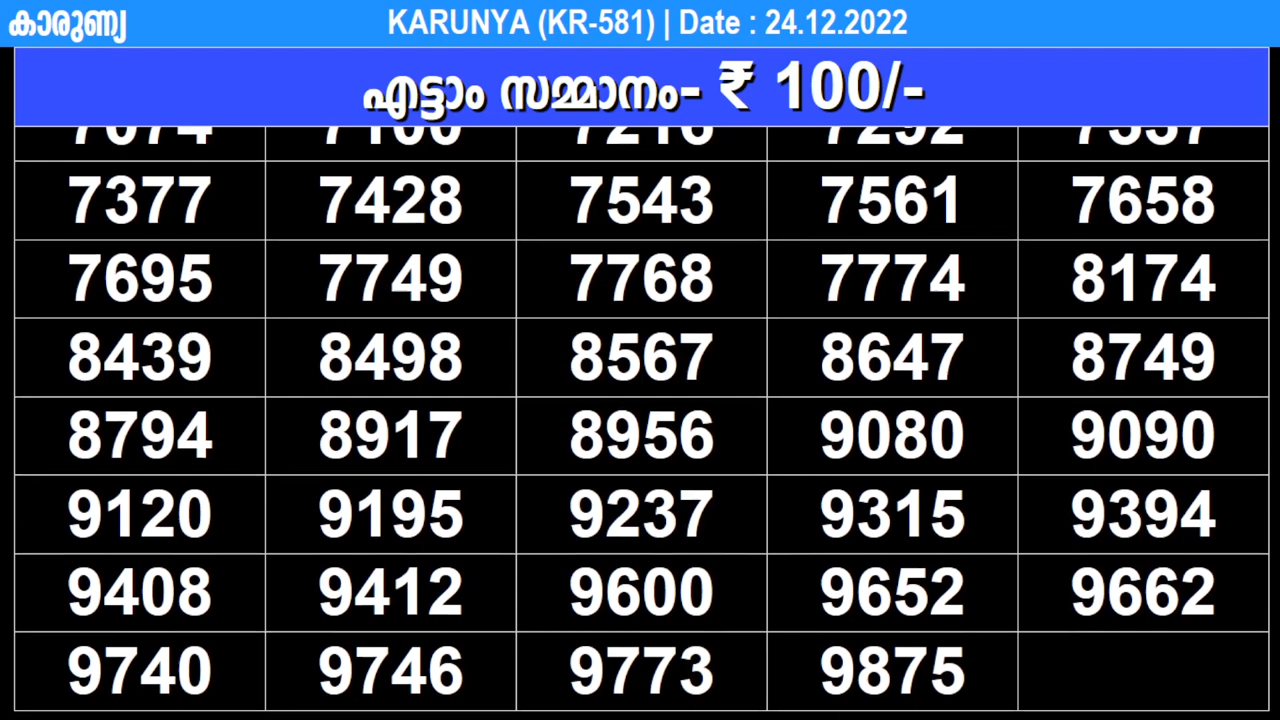 കാരുണ്യ KARUNYA (KR-581) | Date : 24.12.2022
എട്ടാം സമ്മാനം- ₹ 100/-
7377 7428 7543 7561 7658
7695 7749 7768 7774 8174
8439 8498 8567 8647 8749
8794 8917 8956 9080 9090
9120 9195 9237 9315 9394
9408 9412 9600 9652 9662
9740 9746 9773 9875